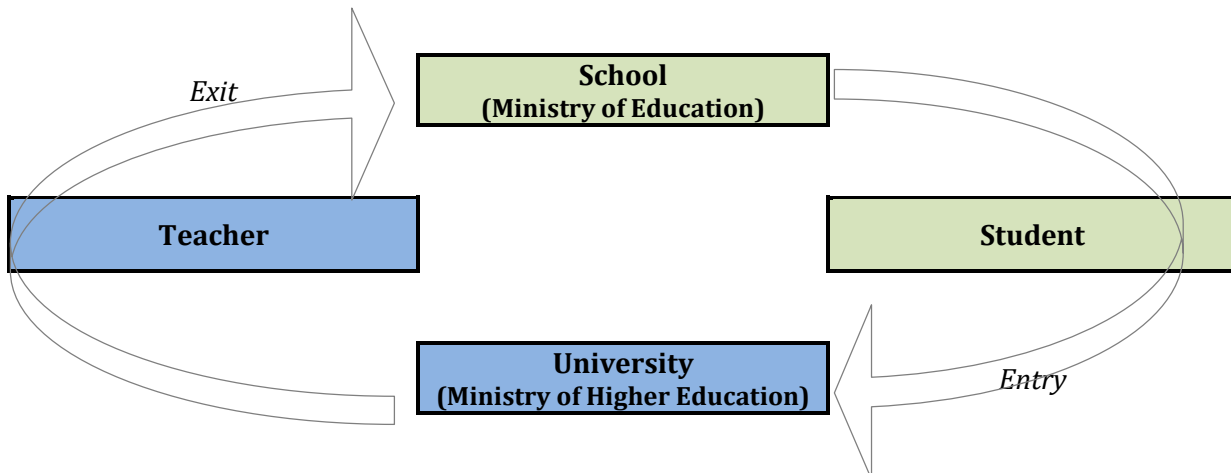 Exit
School
(Ministry of Education)
Teacher
Student
University
(Ministry of Higher Education)
Entry